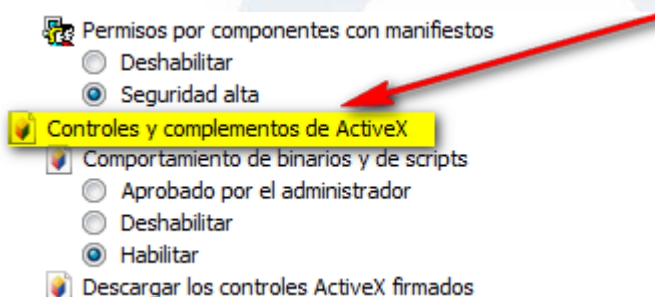 Permisos por componentes con manifiestos
Deshabilitar
Seguridad alta
Controles y complementos de ActiveX
Comportamiento de binarios y de scripts
Aprobado por el administrador
Deshabilitar
Habilitar
Descargar los controles ActiveX firmados